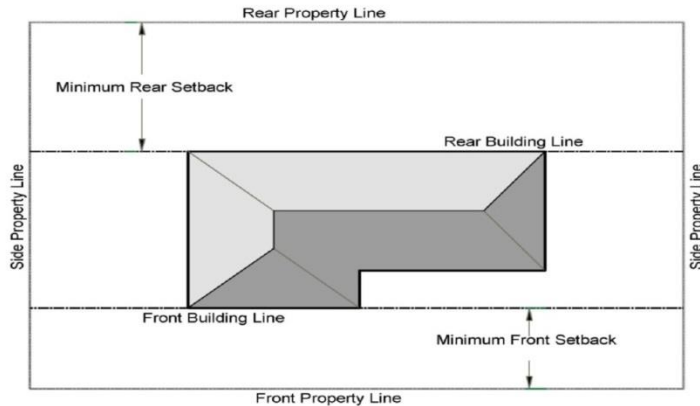 Rear Property Line
Minimum Rear Setback
Rear Building Line
Side Property Line
Side Property Line
Front Building Line
Minimum Front Setback
Front Property Line